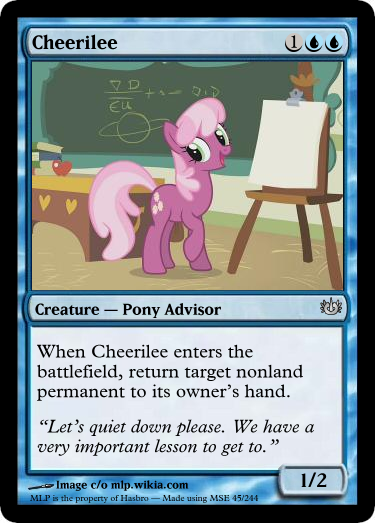 Cheerilee
1
Creature — Pony Advisor
When Cheerilee enters the
battlefield, return target nonland
permanent to its owner's hand.
“Let's quiet down please. We have a
very important lesson to get to.”
Image c/o mlp.wikia.com
MLP is the property of Hasbro — Made using MSE 45/244
1/2